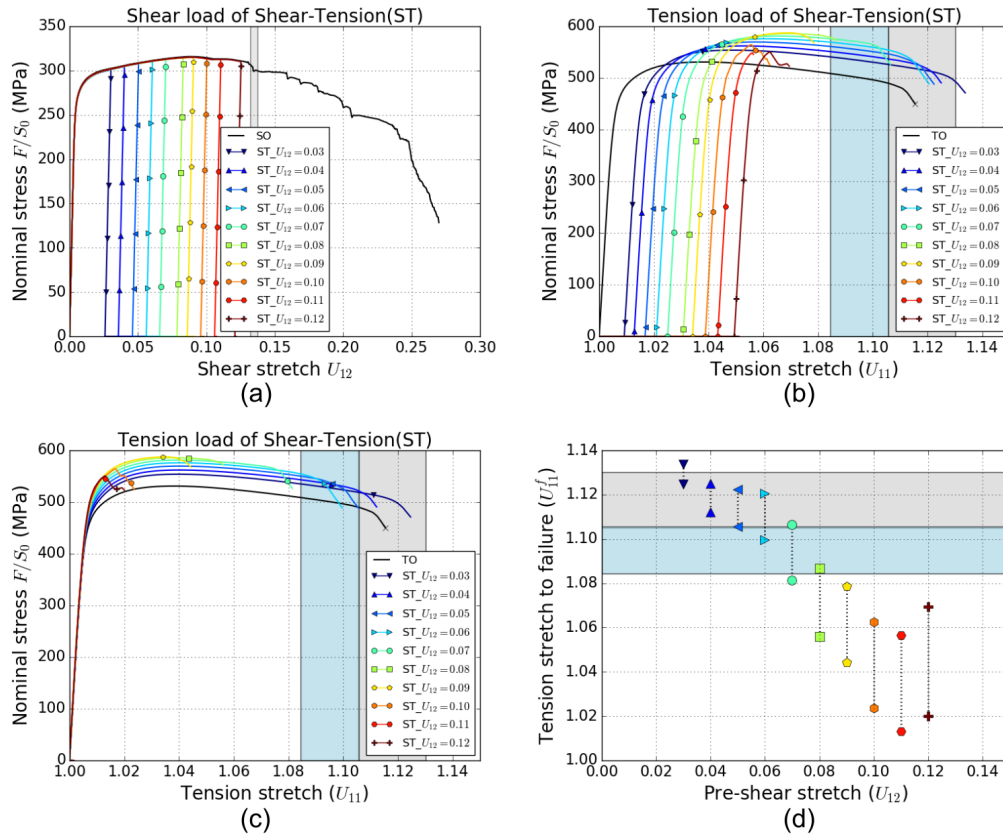 Shear load of Shear-Tension(ST)
Nominal stress F/S₀ (MPa)
350
300
250
200
150
100
50
0
0.00 0.05 0.10 0.15 0.20 0.25 0.30
Shear stretch U₁₂
SO
ST_U₁₂=0.03
ST_U₁₂=0.04
ST_U₁₂=0.05
ST_U₁₂=0.06
ST_U₁₂=0.07
ST_U₁₂=0.08
ST_U₁₂=0.09
ST_U₁₂=0.10
ST_U₁₂=0.11
ST_U₁₂=0.12
(a)
Tension load of Shear-Tension(ST)
Nominal stress F/S₀ (MPa)
600
500
400
300
200
100
0
1.00 1.02 1.04 1.06 1.08 1.10 1.12 1.14
Tension stretch (U₁₁)
TO
ST_U₁₂=0.03
ST_U₁₂=0.04
ST_U₁₂=0.05
ST_U₁₂=0.06
ST_U₁₂=0.07
ST_U₁₂=0.08
ST_U₁₂=0.09
ST_U₁₂=0.10
ST_U₁₂=0.11
ST_U₁₂=0.12
(b)
Tension load of Shear-Tension(ST)
Nominal stress F/S₀ (MPa)
600
500
400
300
200
100
0
1.00 1.02 1.04 1.06 1.08 1.10 1.12 1.14
Tension stretch (U₁₁)
TO
ST_U₁₂=0.03
ST_U₁₂=0.04
ST_U₁₂=0.05
ST_U₁₂=0.06
ST_U₁₂=0.07
ST_U₁₂=0.08
ST_U₁₂=0.09
ST_U₁₂=0.10
ST_U₁₂=0.11
ST_U₁₂=0.12
(c)
Tension stretch to failure (U₁₁ᶠ)
1.14
1.12
1.10
1.08
1.06
1.04
1.02
1.00
0.00 0.02 0.04 0.06 0.08 0.10 0.12 0.14
Pre-shear stretch (U₁₂)
(d)